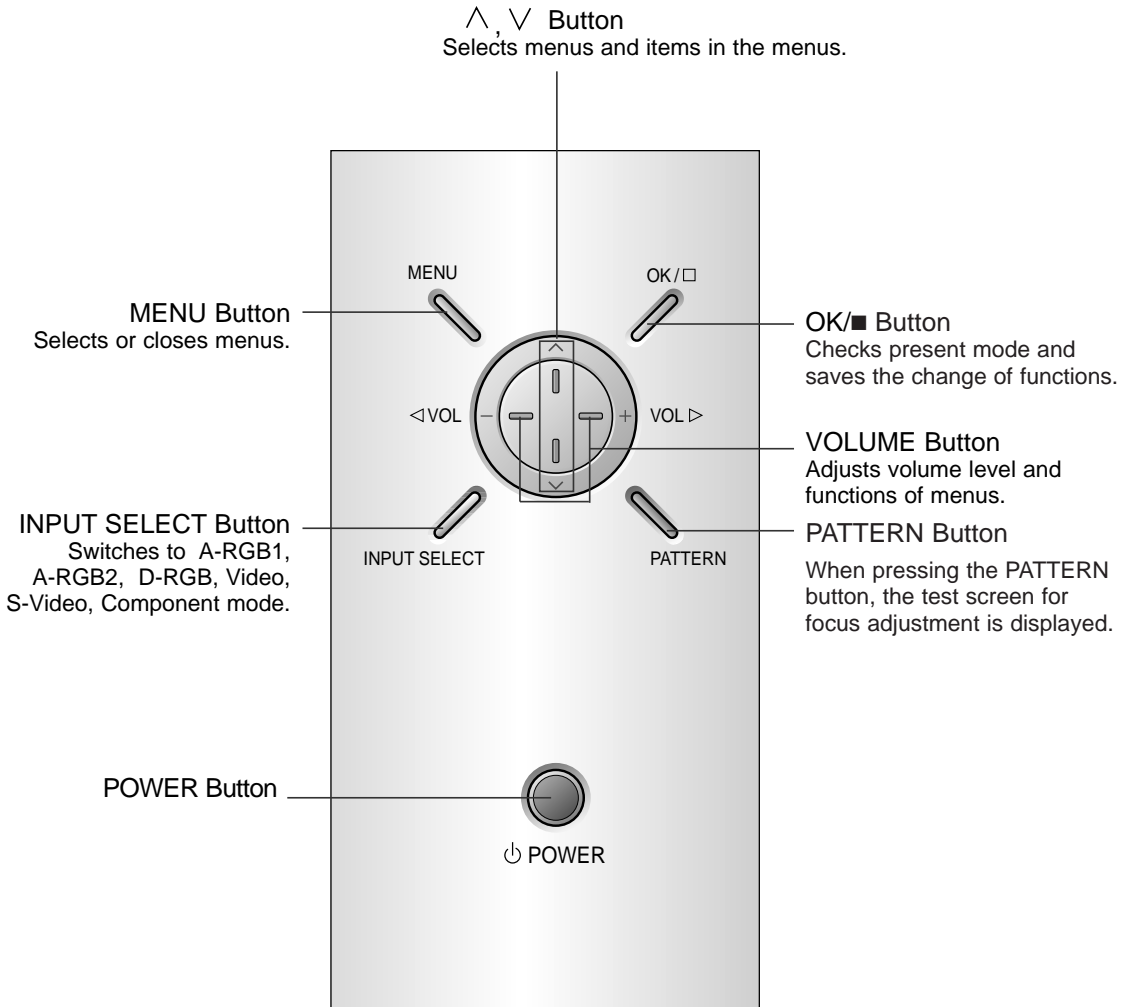 ∧ , ∨ Button
Selects menus and items in the menus.
MENU
OK / □
MENU Button
Selects or closes menus.
OK/■ Button
Checks present mode and
saves the change of functions.
◁ VOL
−
+
VOL ▷
VOLUME Button
Adjusts volume level and
functions of menus.
INPUT SELECT Button
Switches to A-RGB1,
A-RGB2, D-RGB, Video,
S-Video, Component mode.
INPUT SELECT
PATTERN
PATTERN Button
When pressing the PATTERN
button, the test screen for
focus adjustment is displayed.
POWER Button
⏻ POWER